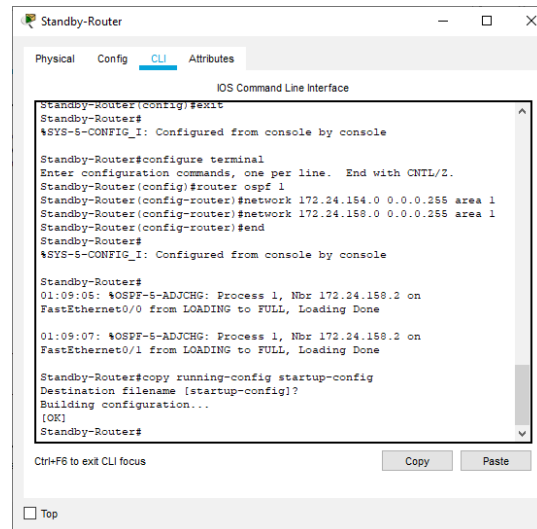 Standby-Router
Physical Config CLI Attributes
IOS Command Line Interface
Standby-Router(config)#exit
Standby-Router#
%SYS-5-CONFIG_I: Configured from console by console
Standby-Router#configure terminal
Enter configuration commands, one per line.  End with CNTL/Z.
Standby-Router(config)#router ospf 1
Standby-Router(config-router)#network 172.24.154.0 0.0.0.255 area 1
Standby-Router(config-router)#network 172.24.158.0 0.0.0.255 area 1
Standby-Router(config-router)#end
Standby-Router#
%SYS-5-CONFIG_I: Configured from console by console
Standby-Router#
01:09:05: %OSPF-5-ADJCHG: Process 1, Nbr 172.24.158.2 on
FastEthernet0/0 from LOADING to FULL, Loading Done
01:09:07: %OSPF-5-ADJCHG: Process 1, Nbr 172.24.158.2 on
FastEthernet0/1 from LOADING to FULL, Loading Done
Standby-Router#copy running-config startup-config
Destination filename [startup-config]?
Building configuration...
[OK]
Standby-Router#
Ctrl+F6 to exit CLI focus
Copy Paste
Top